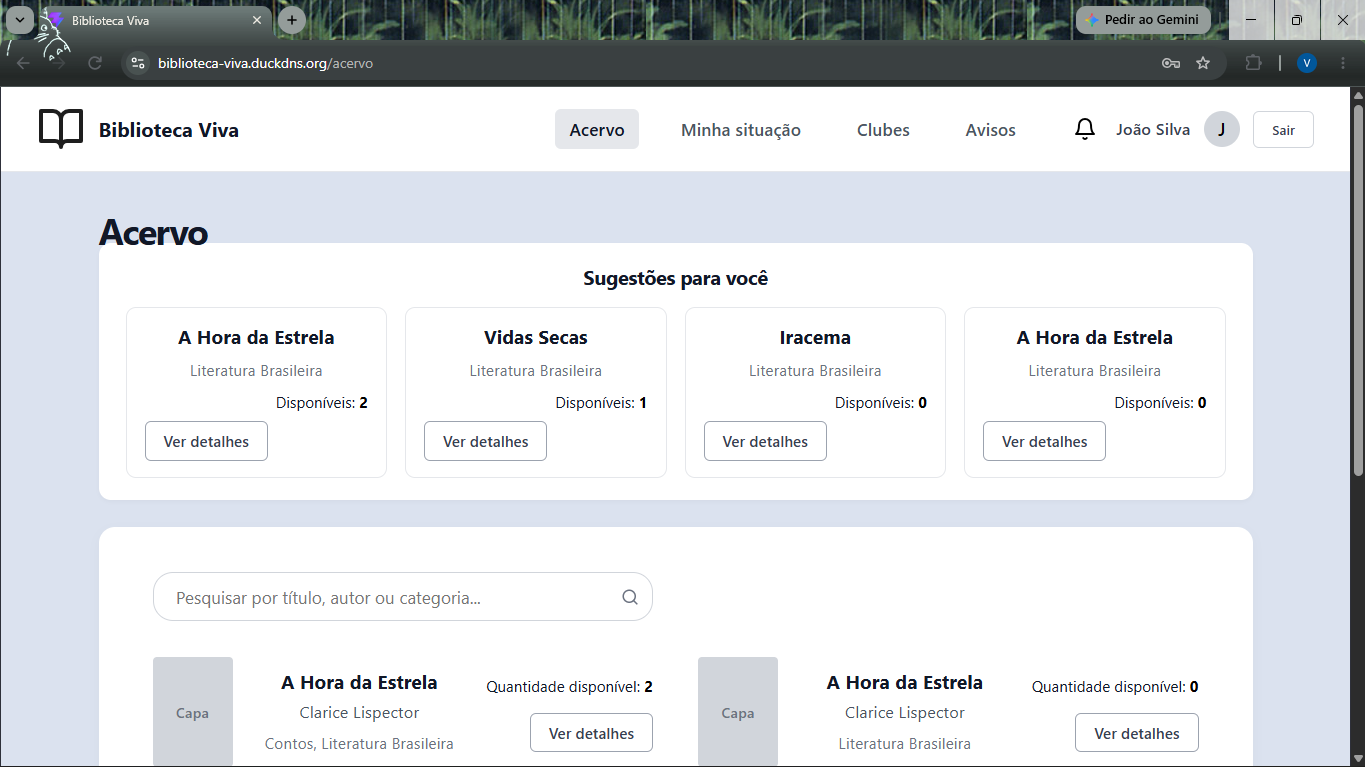 Biblioteca Viva
Pedir ao Gemini
biblioteca-viva.duckdns.org/acervo
V
Biblioteca Viva
Acervo
Minha situação
Clubes
Avisos
João Silva
J
Sair
Acervo
Sugestões para você
A Hora da Estrela
Literatura Brasileira
Disponíveis: 2
Ver detalhes
Vidas Secas
Literatura Brasileira
Disponíveis: 1
Ver detalhes
Iracema
Literatura Brasileira
Disponíveis: 0
Ver detalhes
A Hora da Estrela
Literatura Brasileira
Disponíveis: 0
Ver detalhes
Pesquisar por título, autor ou categoria...
Capa
A Hora da Estrela
Clarice Lispector
Contos, Literatura Brasileira
Quantidade disponível: 2
Ver detalhes
Capa
A Hora da Estrela
Clarice Lispector
Literatura Brasileira
Quantidade disponível: 0
Ver detalhes